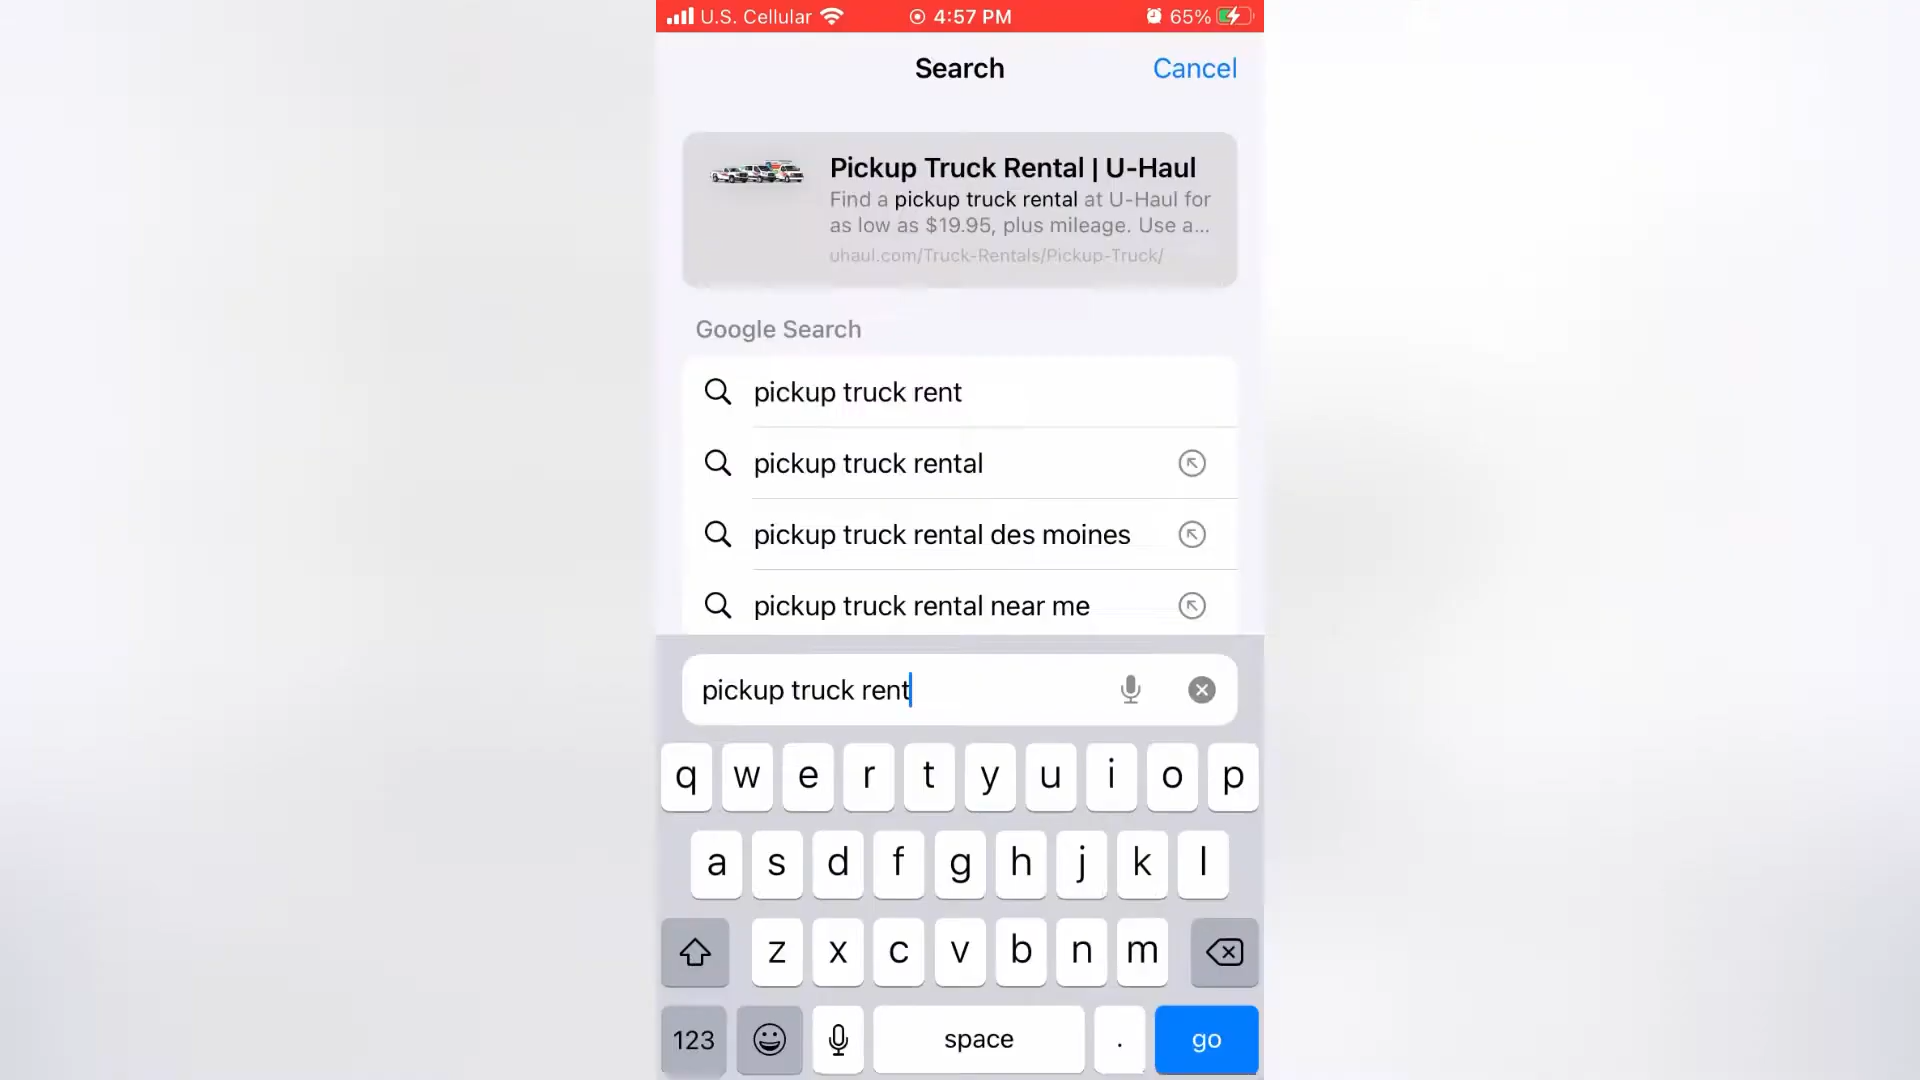 U.S. Cellular 4:57 PM 65%
Search Cancel
Pickup Truck Rental | U-Haul
Find a pickup truck rental at U-Haul for
as low as $19.95, plus mileage. Use a...
uhaul.com/Truck-Rentals/Pickup-Truck/
Google Search
pickup truck rent
pickup truck rental
pickup truck rental des moines
pickup truck rental near me
pickup truck rent
q w e r t y u i o p
a s d f g h j k l
z x c v b n m
123 space . go